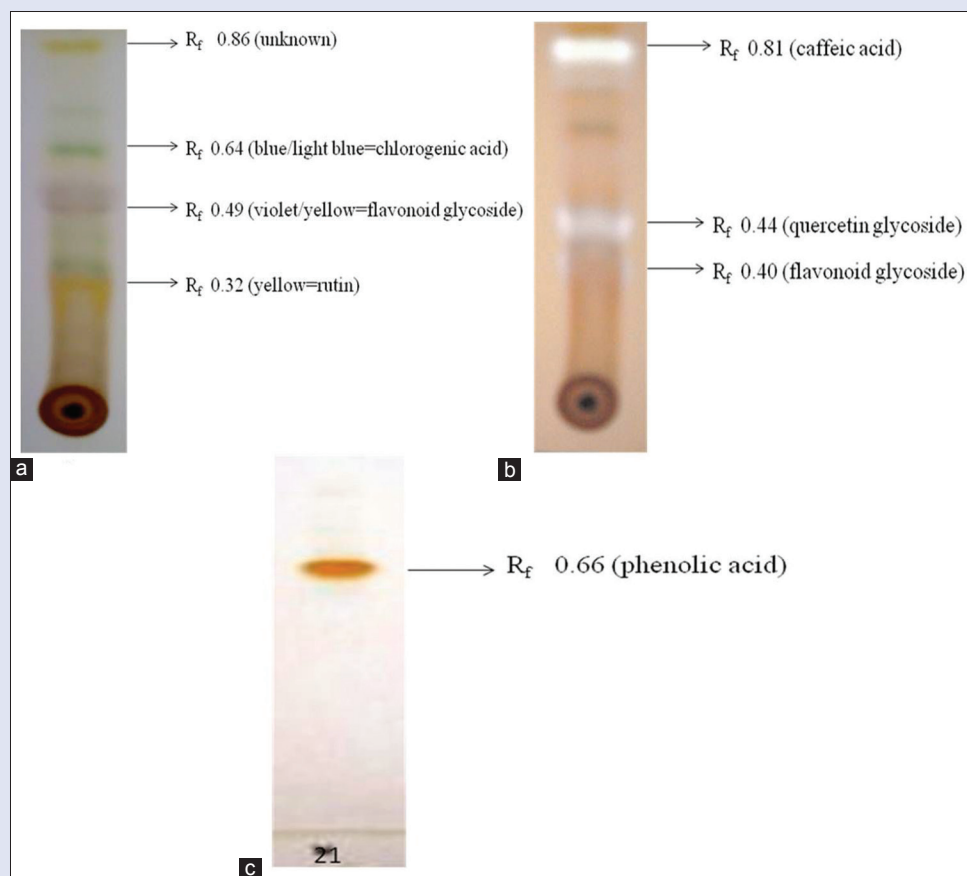 Rf 0.86 (unknown)
Rf 0.64 (blue/light blue=chlorogenic acid)
Rf 0.49 (violet/yellow=flavonoid glycoside)
Rf 0.32 (yellow=rutin)
a
Rf 0.81 (caffeic acid)
Rf 0.44 (quercetin glycoside)
Rf 0.40 (flavonoid glycoside)
b
Rf 0.66 (phenolic acid)
21
c